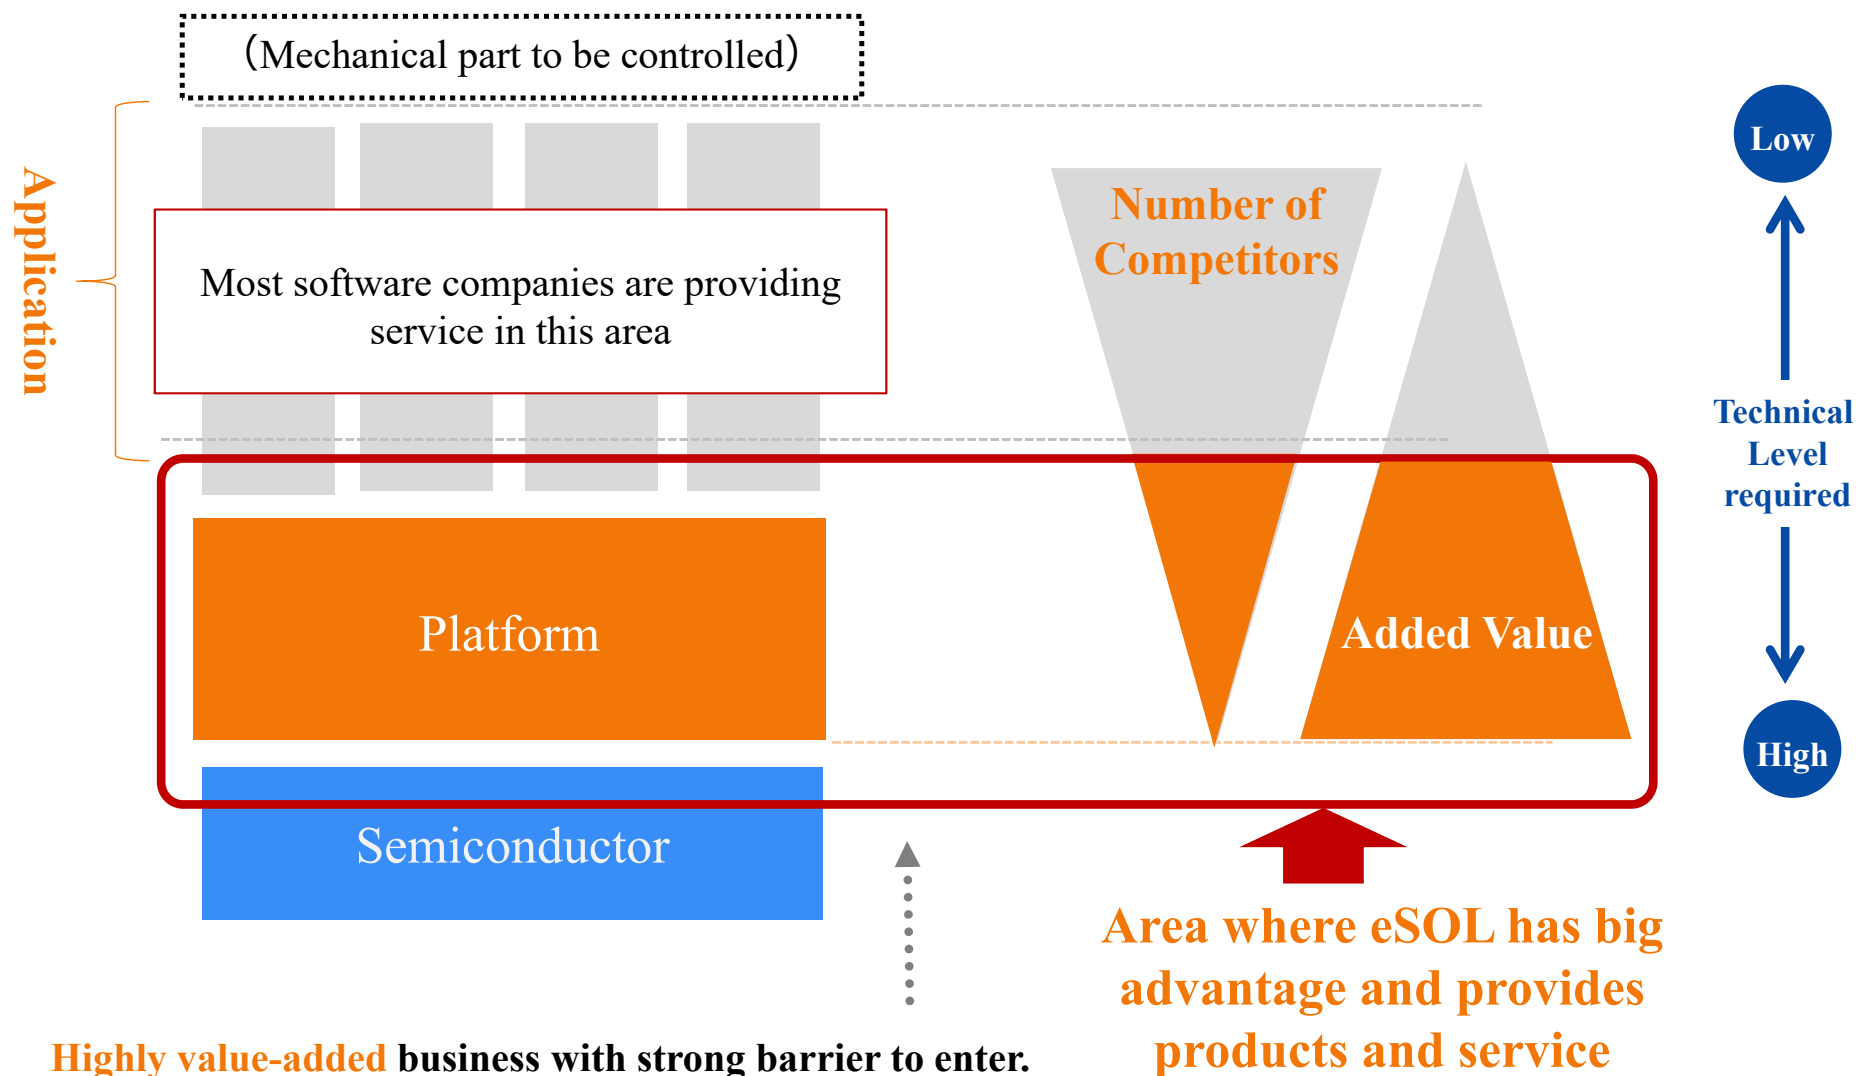 （Mechanical part to be controlled）
Application
Most software companies are providing
service in this area
Number of
Competitors
Low
Technical
Level
required
Platform
Added Value
High
Semiconductor
Area where eSOL has big
advantage and provides
products and service
Highly value-added business with strong barrier to enter.